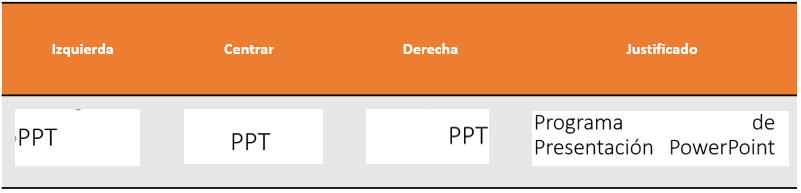 Izquierda Centrar Derecha Justificado
PPT PPT PPT Programa de
Presentación PowerPoint